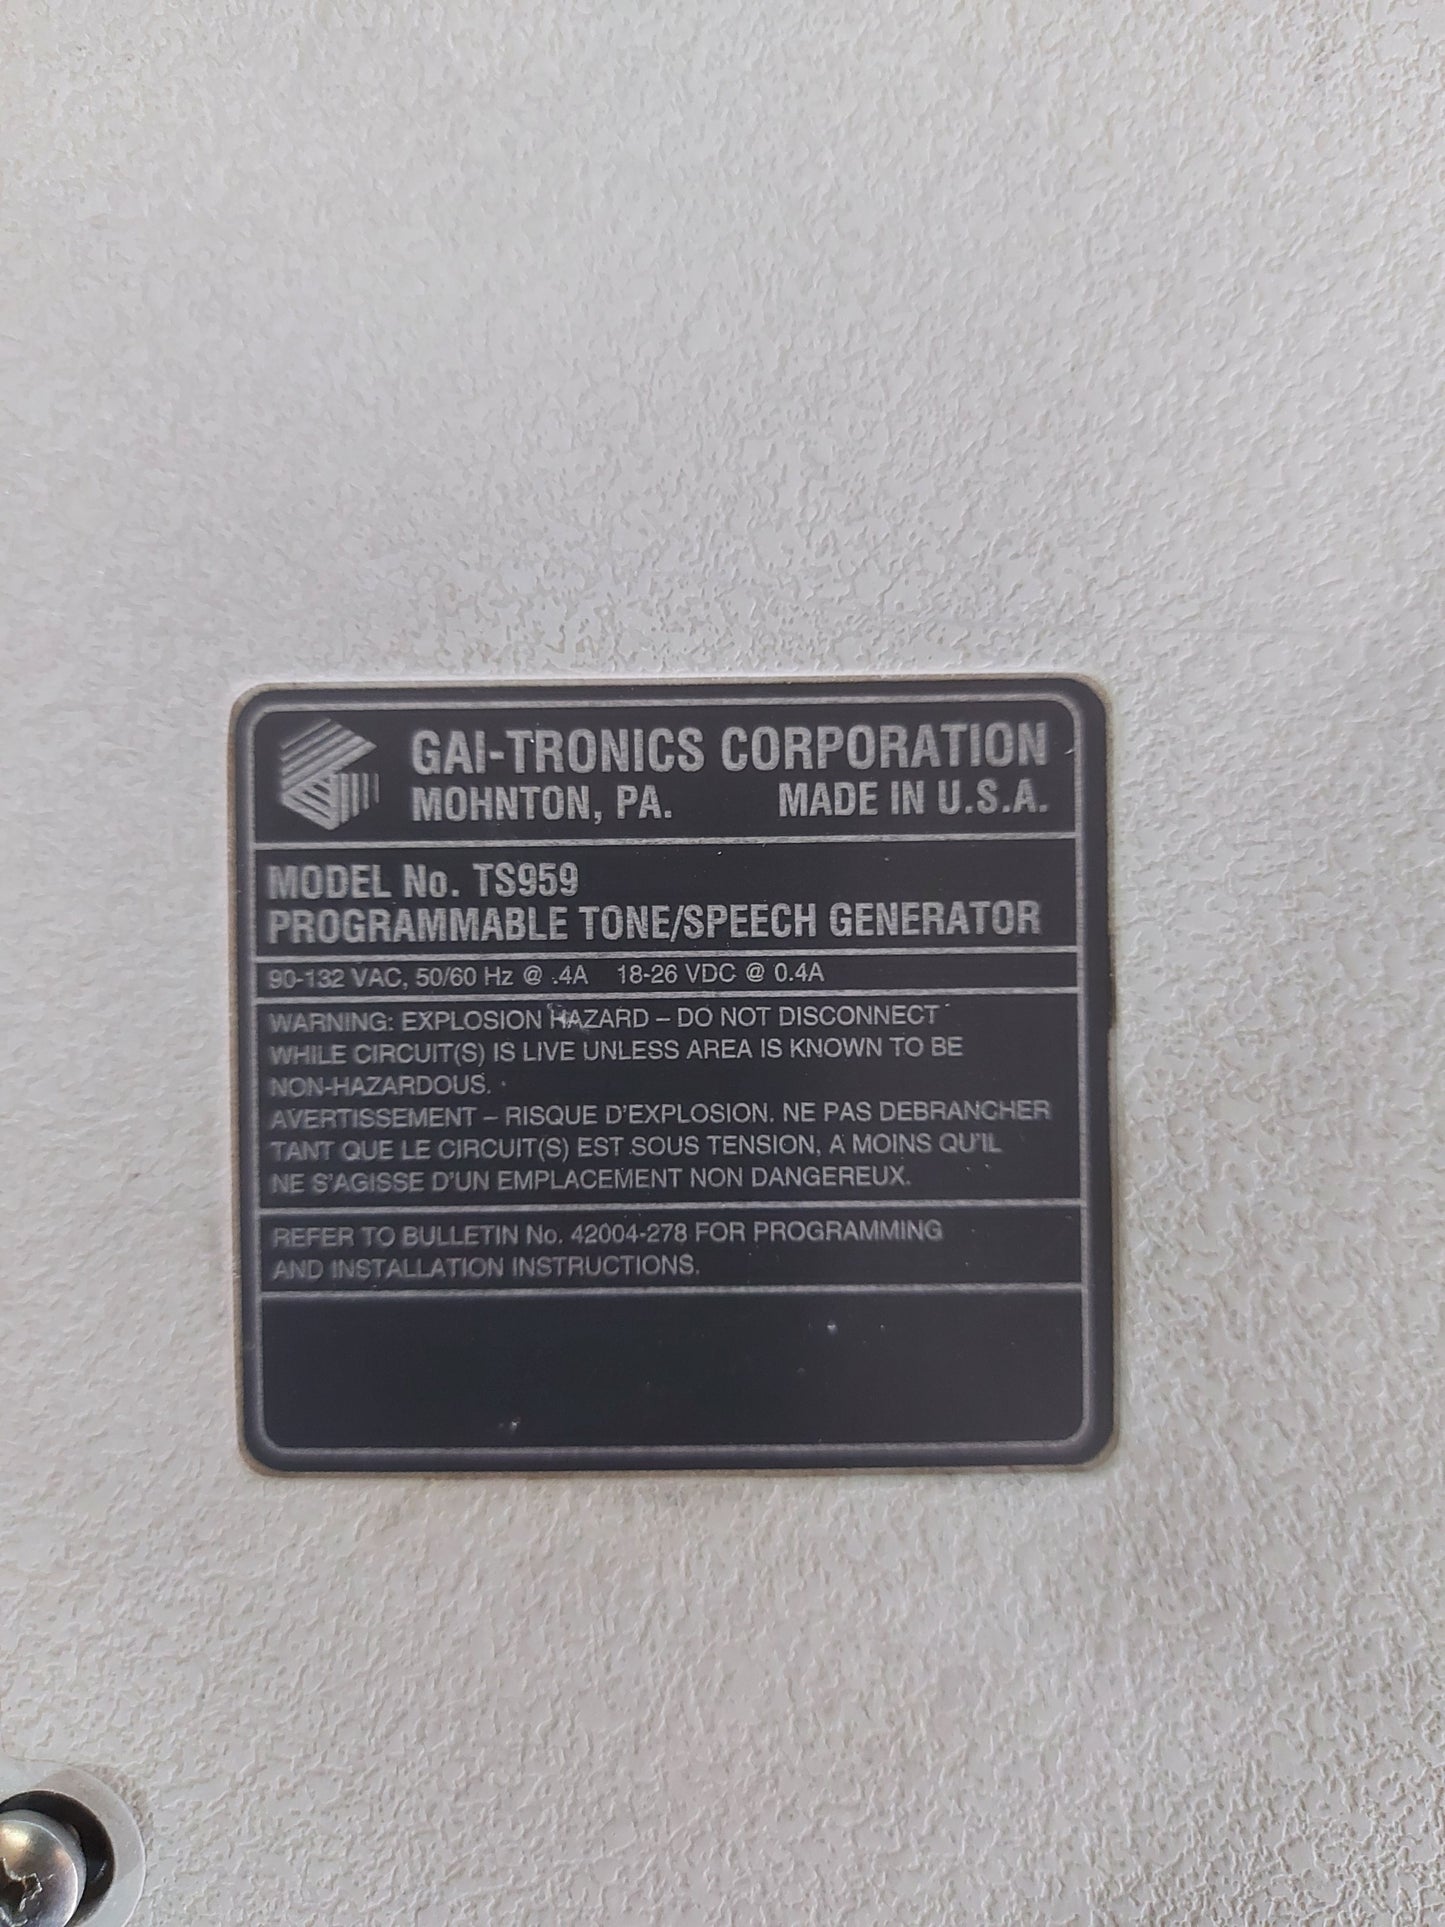 GAI-TRONICS CORPORATION
MOHNTON, PA. MADE IN U.S.A.
MODEL No. TS959
PROGRAMMABLE TONE/SPEECH GENERATOR
90-132 VAC, 50/60 Hz @ .4A 18-26 VDC @ 0.4A
WARNING: EXPLOSION HAZARD – DO NOT DISCONNECT
WHILE CIRCUIT(S) IS LIVE UNLESS AREA IS KNOWN TO BE
NON-HAZARDOUS.
AVERTISSEMENT – RISQUE D'EXPLOSION. NE PAS DEBRANCHER
TANT QUE LE CIRCUIT(S) EST SOUS TENSION, A MOINS QU'IL
NE S'AGISSE D'UN EMPLACEMENT NON DANGEREUX.
REFER TO BULLETIN No. 42004-278 FOR PROGRAMMING
AND INSTALLATION INSTRUCTIONS.